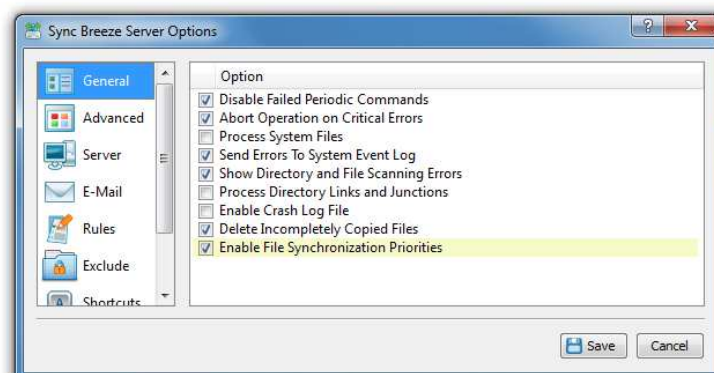 Sync Breeze Server Options
General
Advanced
Server
E-Mail
Rules
Exclude
Shortcuts
Option
Disable Failed Periodic Commands
Abort Operation on Critical Errors
Process System Files
Send Errors To System Event Log
Show Directory and File Scanning Errors
Process Directory Links and Junctions
Enable Crash Log File
Delete Incompletely Copied Files
Enable File Synchronization Priorities
Save
Cancel